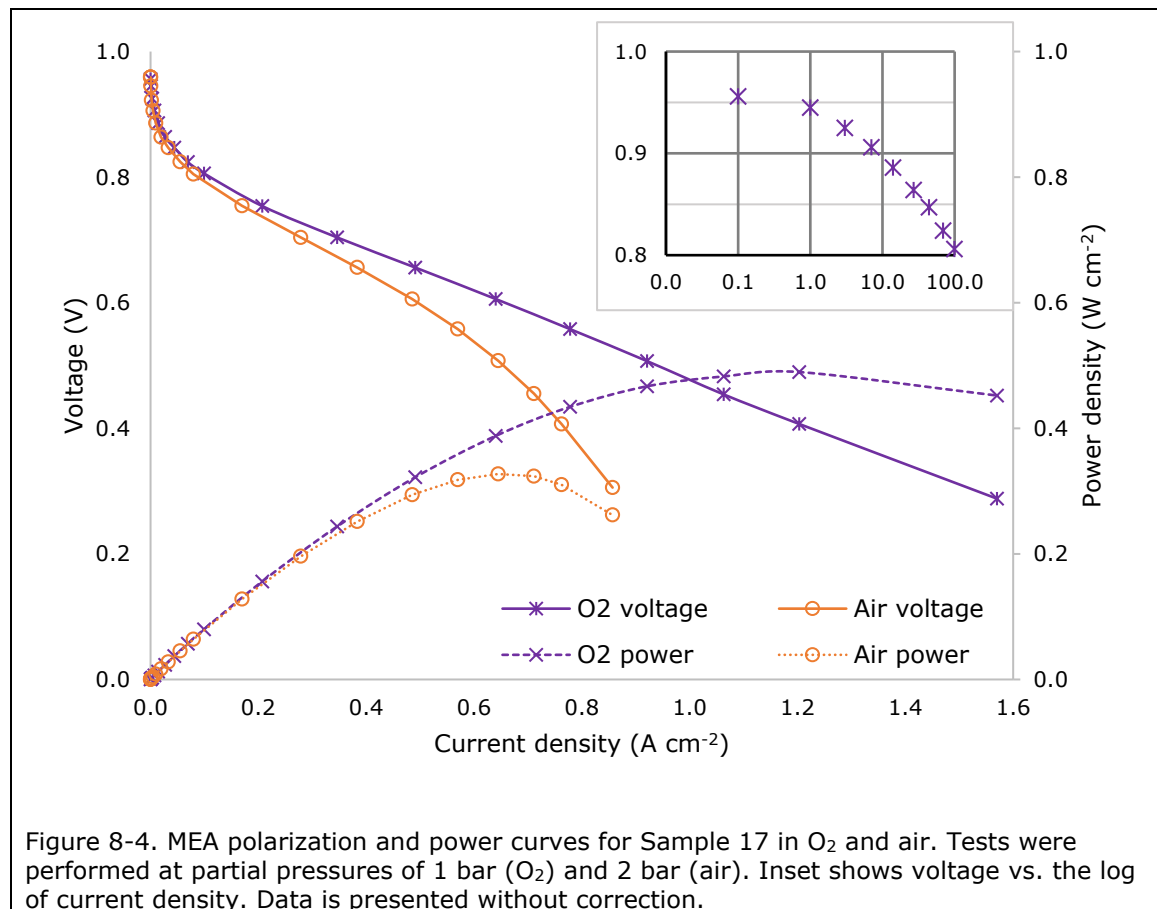 1.0
0.8
0.6
0.4
0.2
0.0
Voltage (V)
1.0
0.9
0.8
0.0 0.1 1.0 10.0 100.0
1.0
0.8
0.6
0.4
0.2
0.0
Power density (W cm-2)
O2 voltage Air voltage
O2 power Air power
0.0 0.2 0.4 0.6 0.8 1.0 1.2 1.4 1.6
Current density (A cm-2)
Figure 8-4. MEA polarization and power curves for Sample 17 in O2 and air. Tests were
performed at partial pressures of 1 bar (O2) and 2 bar (air). Inset shows voltage vs. the log
of current density. Data is presented without correction.